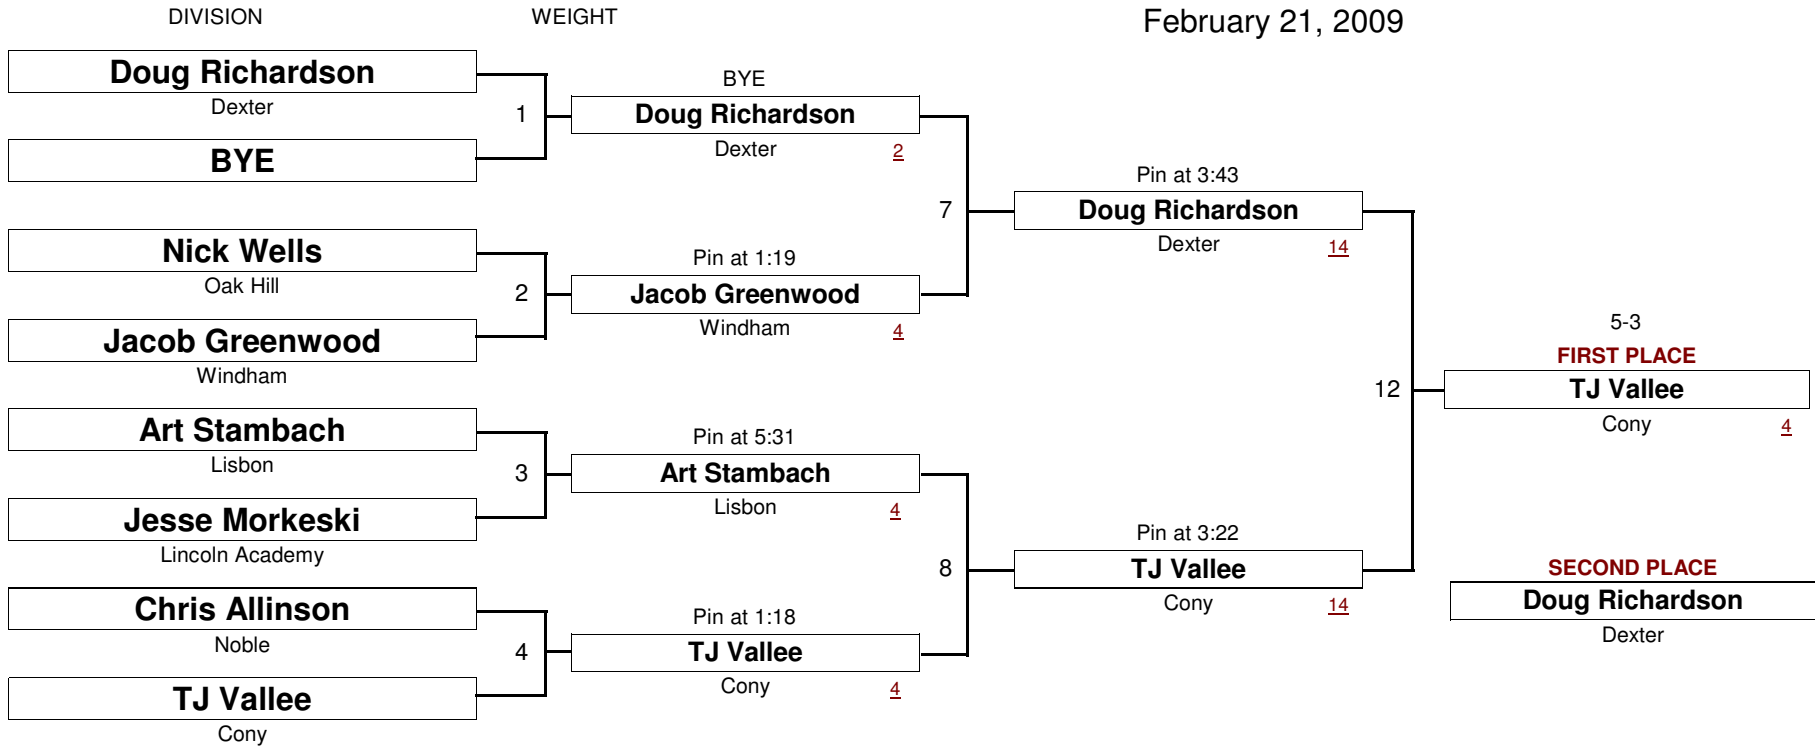 DIVISION
WEIGHT
February 21, 2009
Doug Richardson
Dexter
1
BYE
Nick Wells
Oak Hill
2
Jacob Greenwood
Windham
Art Stambach
Lisbon
3
Jesse Morkeski
Lincoln Academy
Chris Allinson
Noble
4
TJ Vallee
Cony
BYE
Doug Richardson
Dexter 2
7
Pin at 1:19
Jacob Greenwood
Windham 4
Pin at 5:31
Art Stambach
Lisbon 4
8
Pin at 1:18
TJ Vallee
Cony 4
Pin at 3:43
Doug Richardson
Dexter 14
12
Pin at 3:22
TJ Vallee
Cony 14
5-3
FIRST PLACE
TJ Vallee
Cony 4
SECOND PLACE
Doug Richardson
Dexter